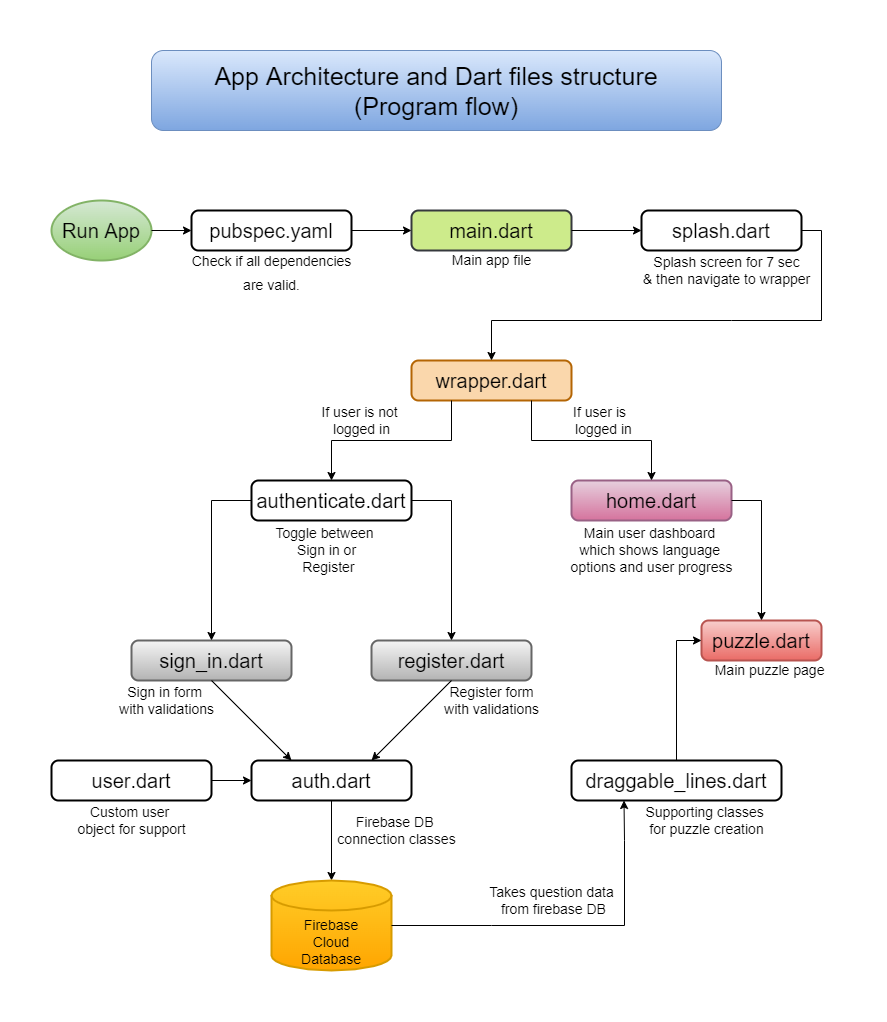 App Architecture and Dart files structure
(Program flow)
Run App
pubspec.yaml
Check if all dependencies
are valid.
main.dart
Main app file
splash.dart
Splash screen for 7 sec
& then navigate to wrapper
wrapper.dart
If user is not
logged in
If user is
logged in
authenticate.dart
Toggle between
Sign in or
Register
home.dart
Main user dashboard
which shows language
options and user progress
sign_in.dart
Sign in form
with validations
register.dart
Register form
with validations
puzzle.dart
Main puzzle page
user.dart
Custom user
object for support
auth.dart
Firebase DB
connection classes
draggable_lines.dart
Supporting classes
for puzzle creation
Takes question data
from firebase DB
Firebase
Cloud
Database